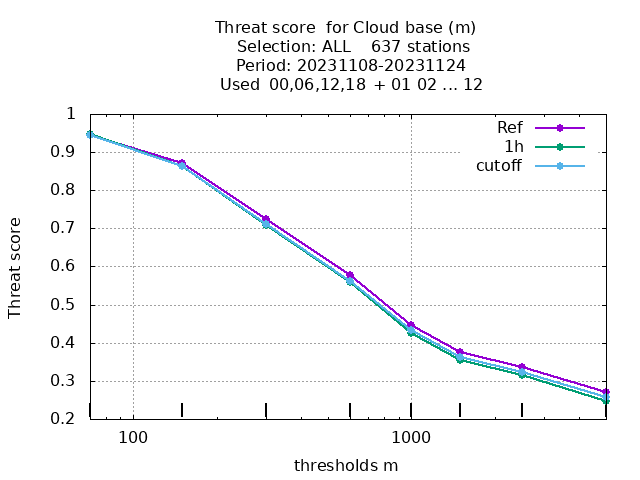 Threat score  for Cloud base (m)
Selection: ALL    637 stations
Period: 20231108-20231124
Used  00,06,12,18  + 01 02 ... 12
Ref
1h
cutoff
1
0.9
0.8
0.7
0.6
0.5
0.4
0.3
0.2
Threat score
100
1000
thresholds m